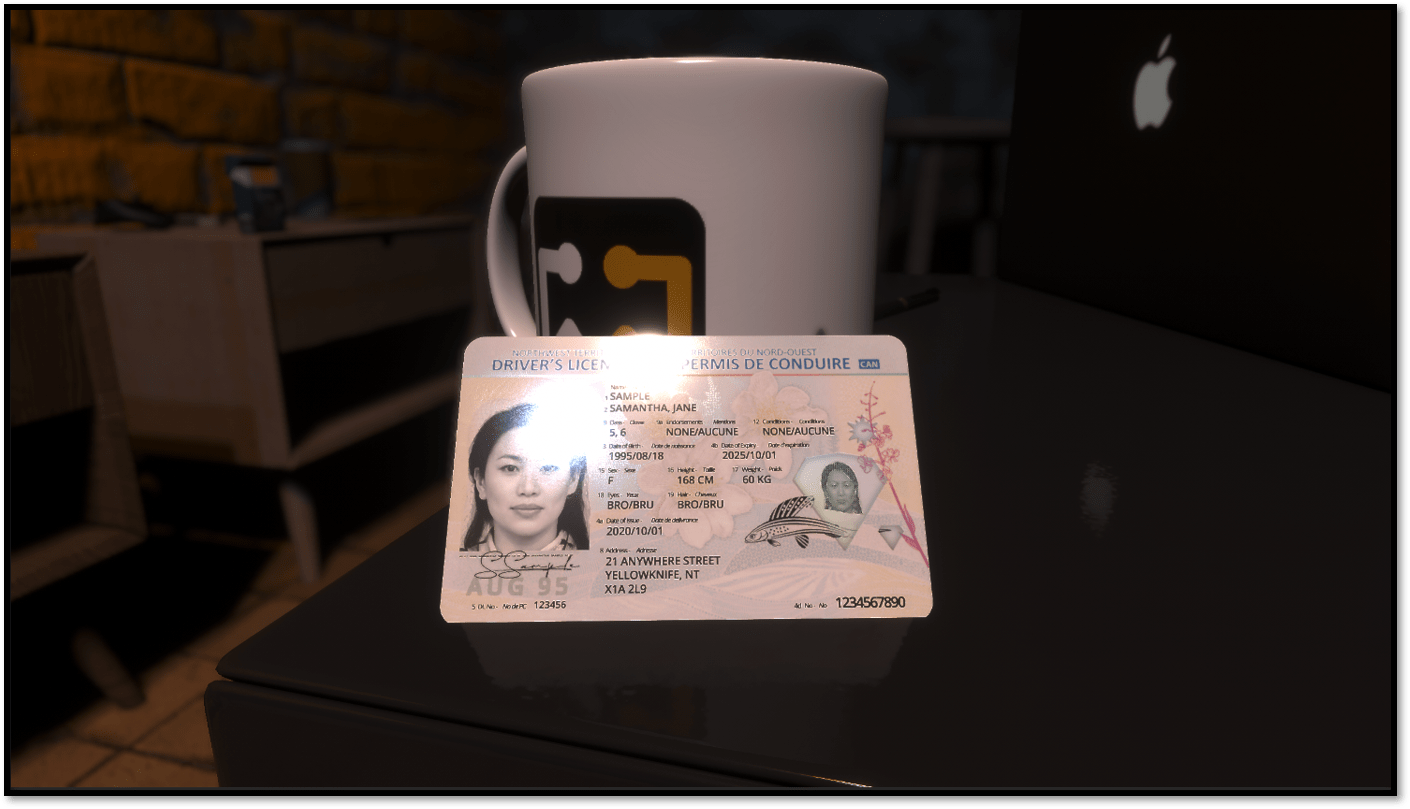 NORTHWEST TERRI TERRITOIRES DU NORD-OUEST
DRIVER'S LICEN PERMIS DE CONDUIRE CAN
Name
1 SAMPLE
2 SAMANTHA, JANE
9 Class · Classe 9a Endorsements Mentions 12 Conditions · Conditions
5, 6 NONE/AUCUNE NONE/AUCUNE
3 Date of Birth · Date de naissance 4b Date of Expiry · Date d'expiration
1995/08/18 2025/10/01
15 Sex · Sexe 16 Height · Taille 17 Weight · Poids
F 168 CM 60 KG
18 Eyes · Yeux 19 Hair · Cheveux
BRO/BRU BRO/BRU
4a Date of Issue · Date de délivrance
2020/10/01
8 Address · Adresse
21 ANYWHERE STREET
YELLOWKNIFE, NT
X1A 2L9
S Sample
AUG 95
5 DL No · No de PC 123456
4d No · No 1234567890